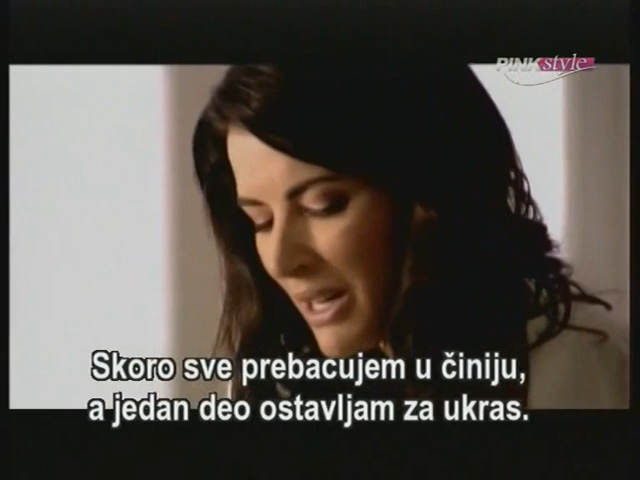 PINK style
Skoro sve prebacujem u činiju,
a jedan deo ostavljam za ukras.